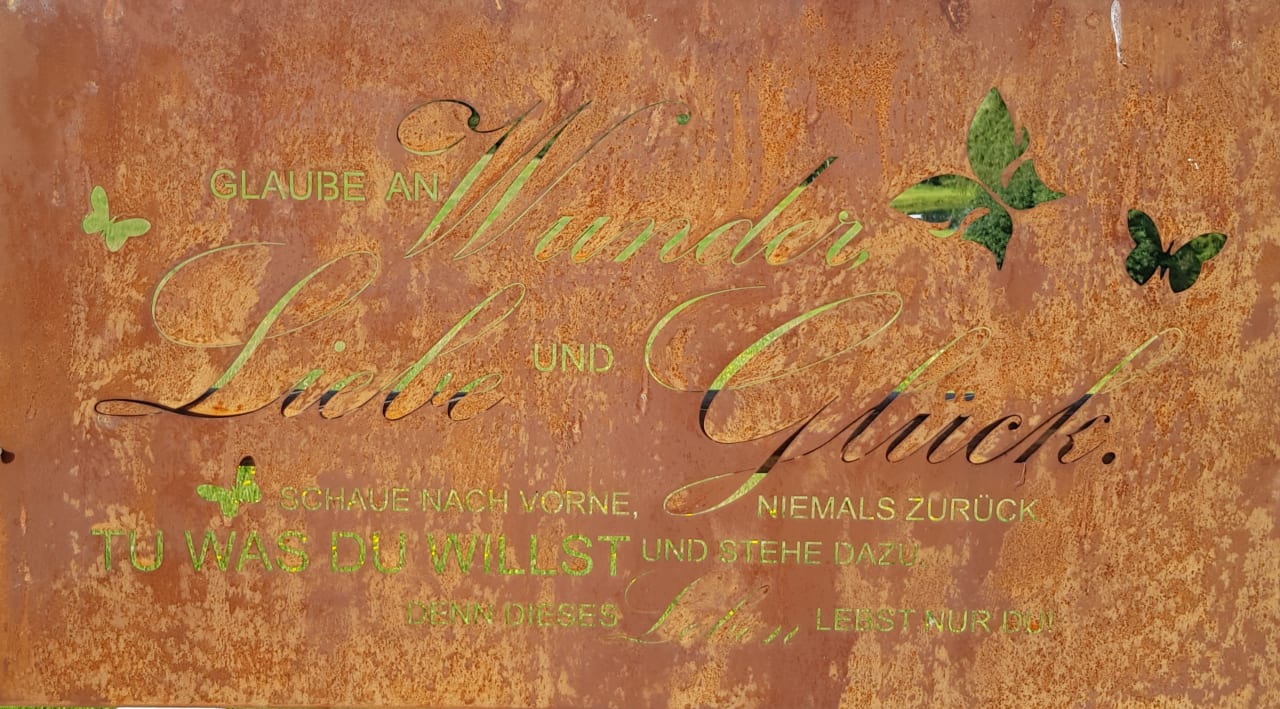 GLAUBE AN Wunder,
Liebe UND Glück.
SCHAUE NACH VORNE, NIEMALS ZURÜCK
TU WAS DU WILLST UND STEHE DAZU
DENN DIESES Leben LEBST NUR DU!